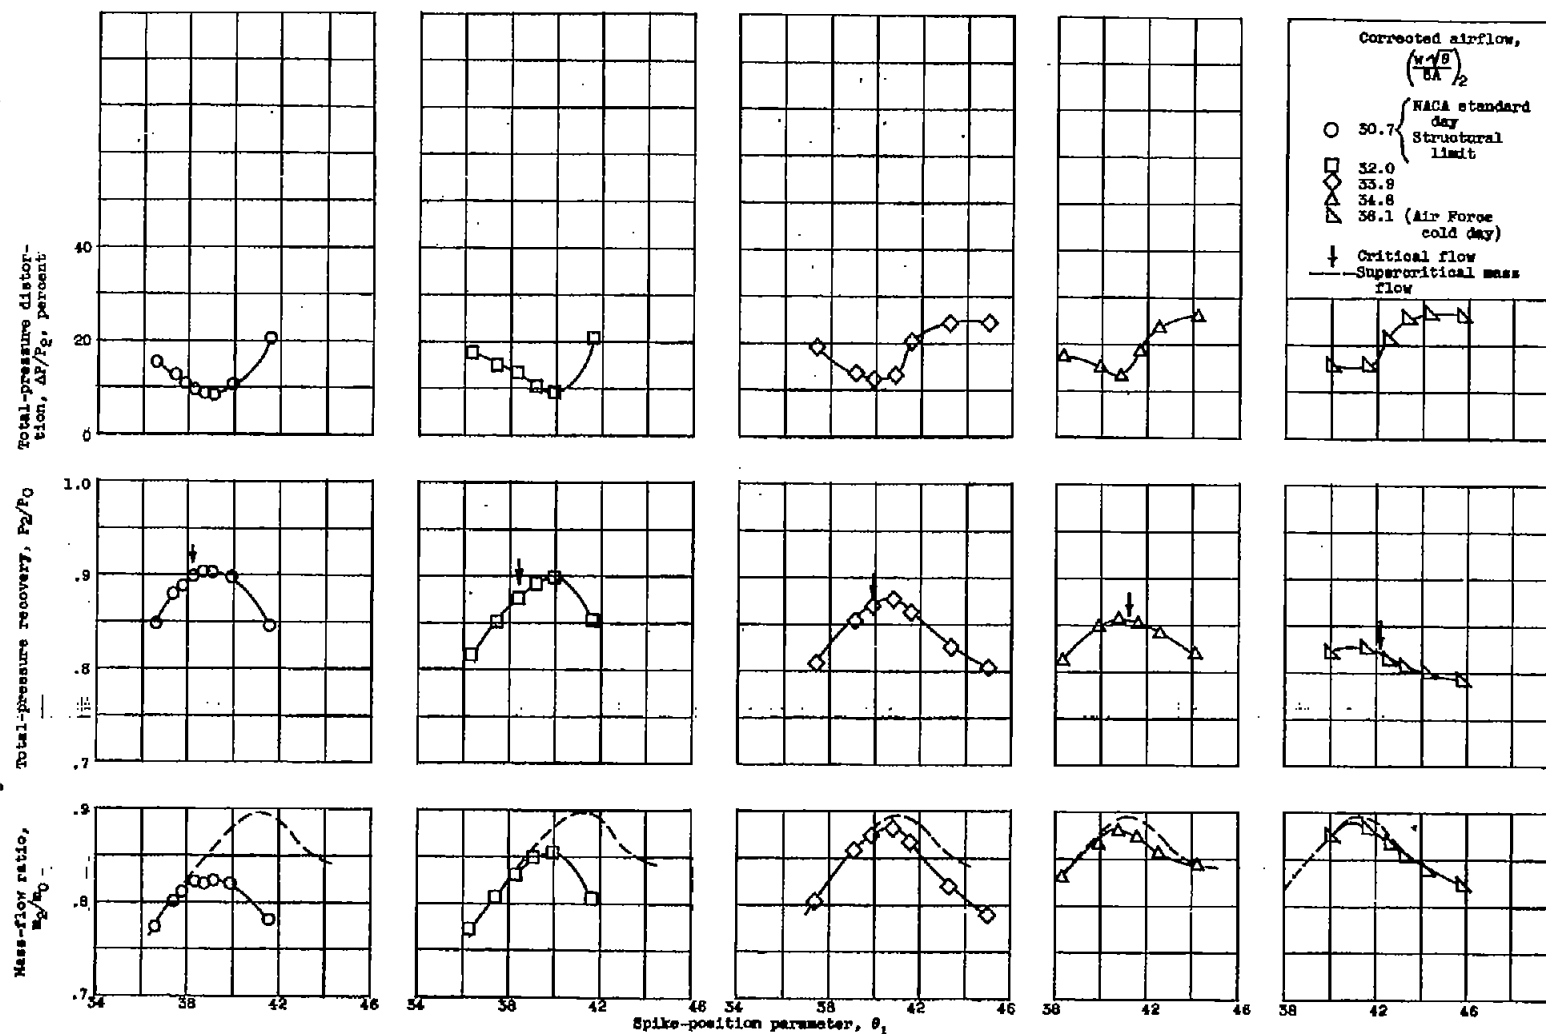 Corrected airflow,
(w√θ/δA)₂
○ 30.7 { NACA standard
day
Structural
limit
□ 32.0
◇ 33.9
△ 34.8
36.1 (Air Force
cold day)
Critical flow
Supercritical mass
flow
Total-pressure distor-
tion, ΔP/P₂, percent
40
20
0
Total-pressure recovery, P₂/P₀
1.0
.9
.8
.7
Mass-flow ratio,
m₂/m₀
.9
.8
.7
34 38 42 46
38 42 46
34 38 42 46
38 42 46
38 42 46
Spike-position parameter, θ₁